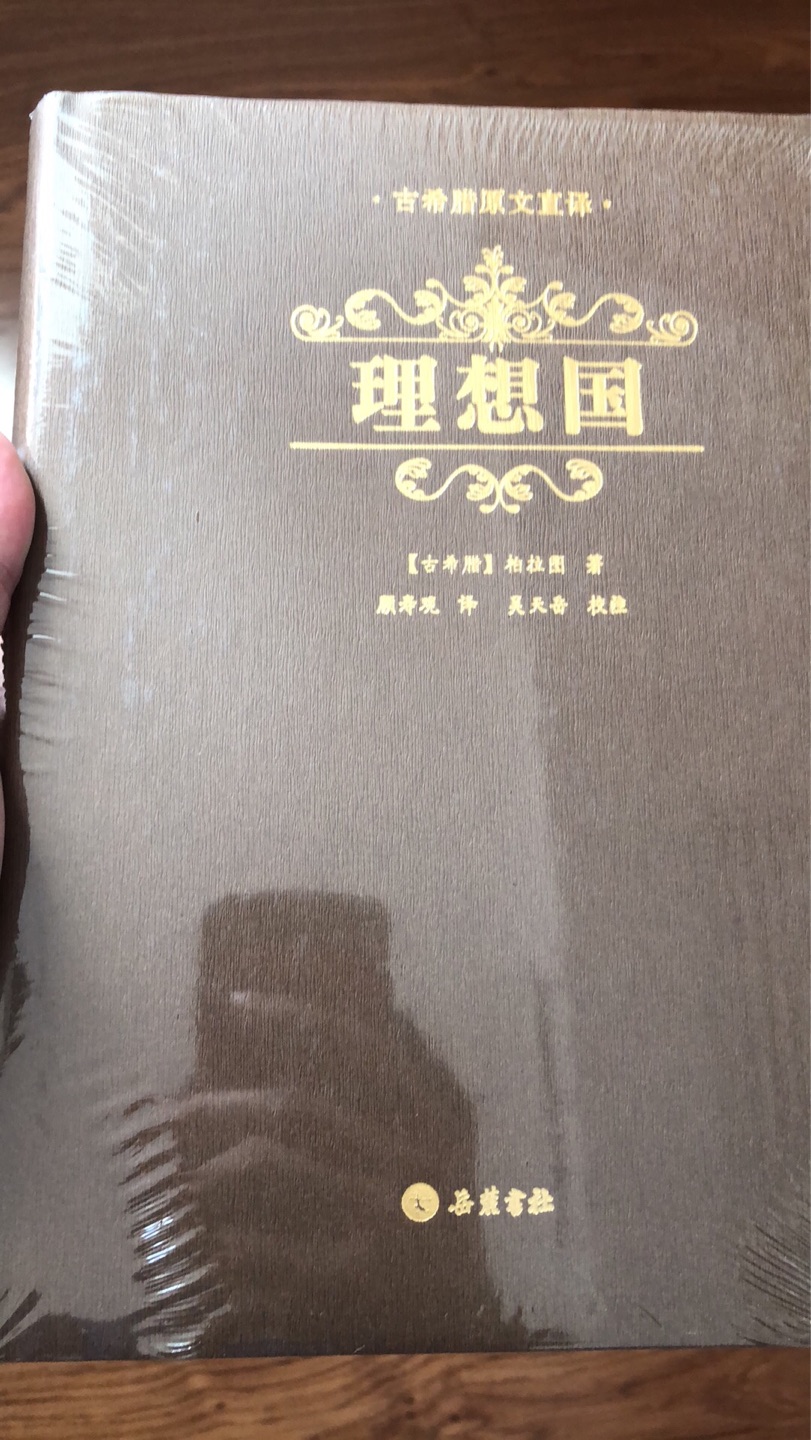 ·古希腊原文直译·
理想国
【古希腊】柏拉图 著
顾寿观 译 吴天岳 校注
岳麓书社